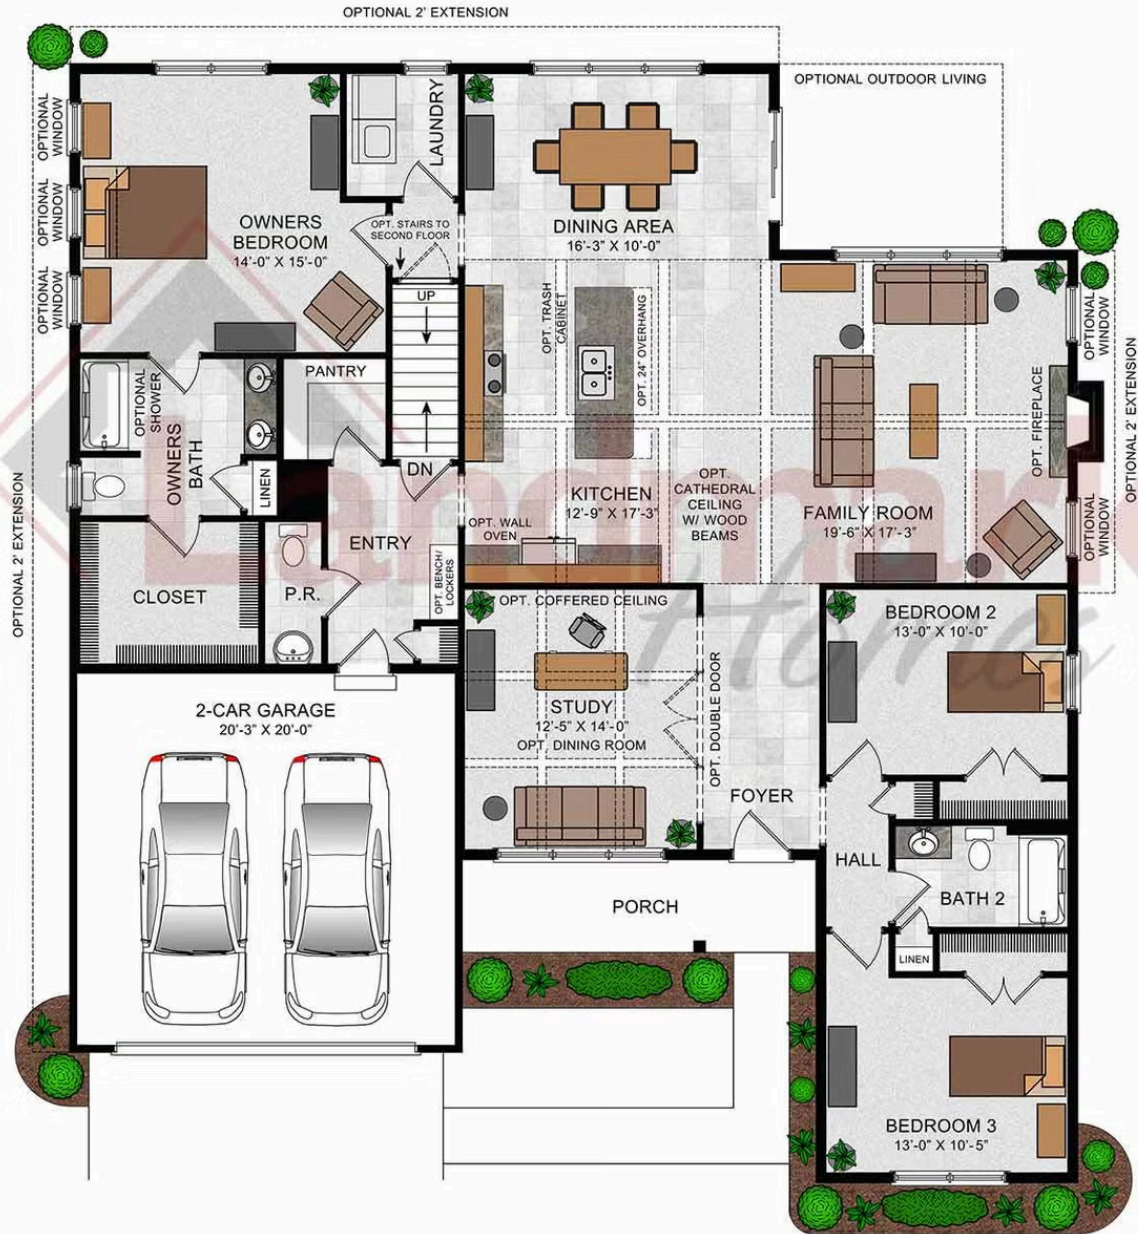 OPTIONAL 2' EXTENSION
OPTIONAL OUTDOOR LIVING
OPTIONAL
WINDOW
OPTIONAL
WINDOW
OPTIONAL
WINDOW
LAUNDRY
OWNERS
BEDROOM
14'-0" X 15'-0"
OPT. STAIRS TO
SECOND FLOOR
DINING AREA
16'-3" X 10'-0"
UP
OPT. TRASH
CABINET
OPT. 24" OVERHANG
OPTIONAL
WINDOW
OPTIONAL 2' EXTENSION
PANTRY
OPTIONAL
SHOWER
OWNERS
BATH
LINEN
DN
OPT. FIREPLACE
KITCHEN
12'-9" X 17'-3"
OPT.
CATHEDRAL
CEILING
W/ WOOD
BEAMS
FAMILY ROOM
19'-6" X 17'-3"
OPTIONAL
WINDOW
OPT. WALL
OVEN
OPTIONAL 2' EXTENSION
Landmark
Homes
ENTRY
CLOSET
P.R.
OPT. BENCH/
LOCKERS
OPT. COFFERED CEILING
BEDROOM 2
13'-0" X 10'-0"
2-CAR GARAGE
20'-3" X 20'-0"
STUDY
12'-5" X 14'-0"
OPT. DINING ROOM
OPT. DOUBLE DOOR
FOYER
HALL
BATH 2
PORCH
LINEN
BEDROOM 3
13'-0" X 10'-5"